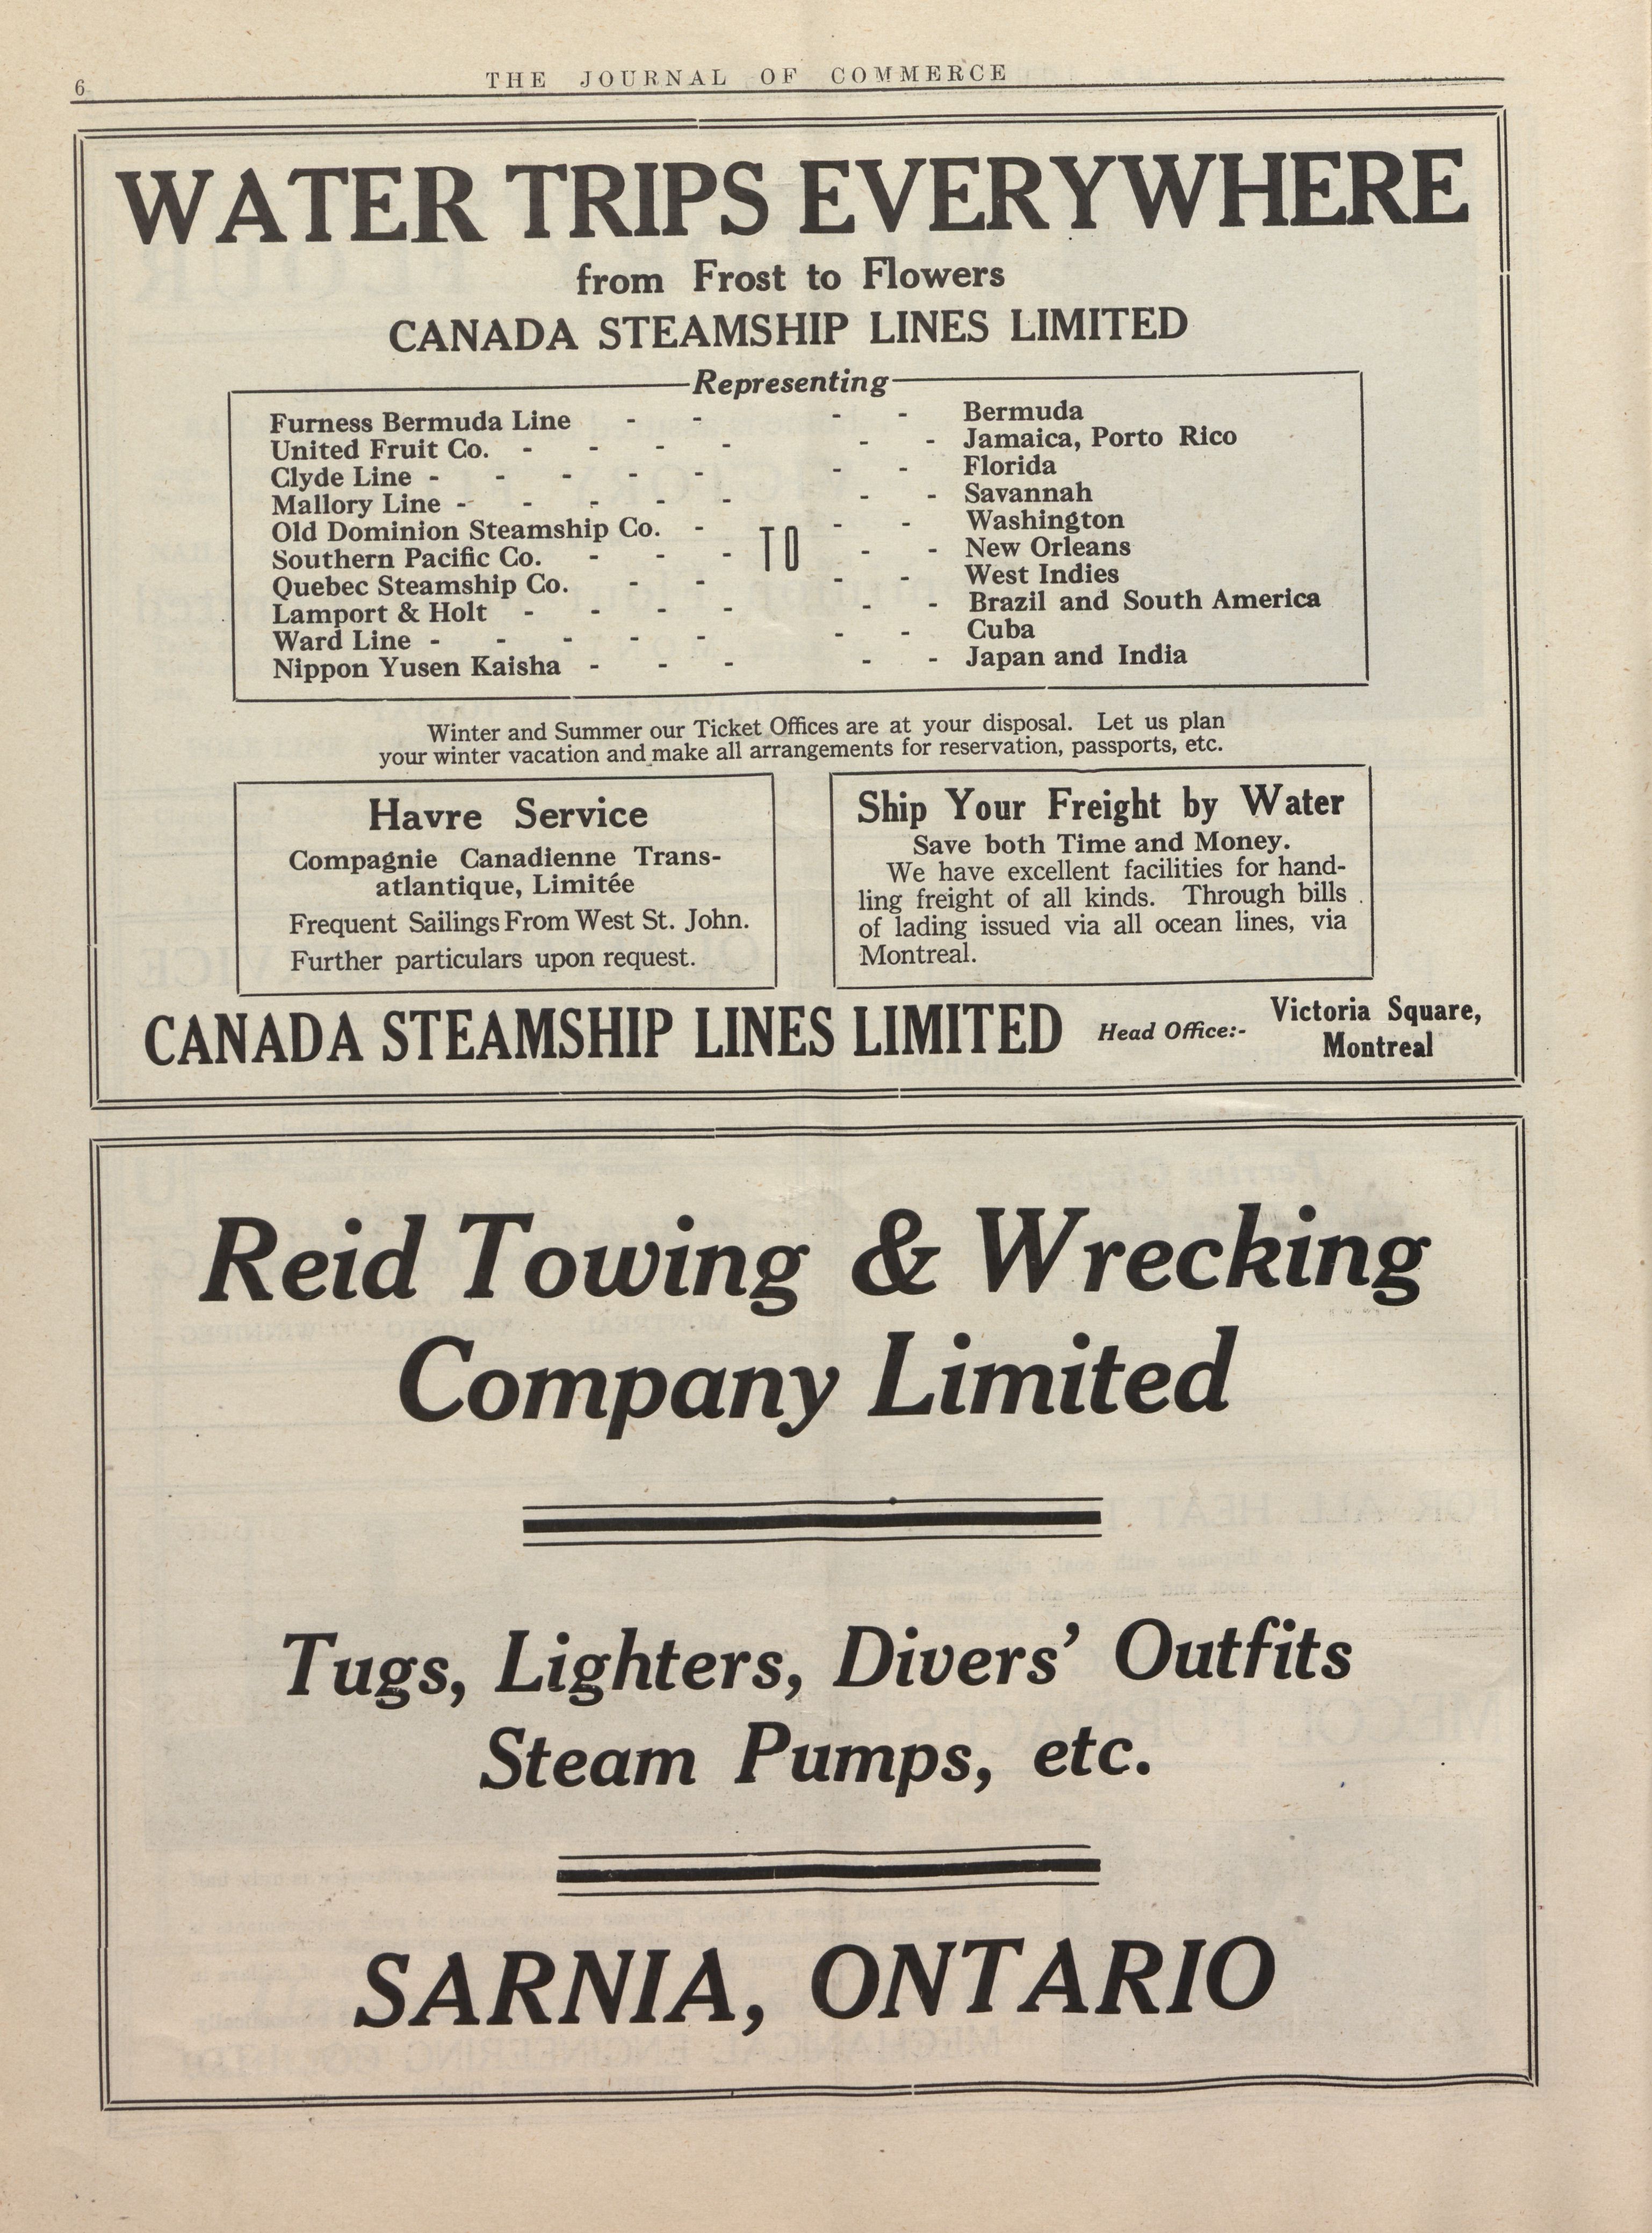 6
THE JOURNAL OF COMMERCE
WATER TRIPS EVERYWHERE
from Frost to Flowers
CANADA STEAMSHIP LINES LIMITED
Representing
Furness Bermuda Line - - - - Bermuda
United Fruit Co. - - - - - - Jamaica, Porto Rico
Clyde Line - - - - - - - Florida
Mallory Line - - - - - - - Savannah
Old Dominion Steamship Co. - - - Washington
TO
Southern Pacific Co. - - - - - New Orleans
Quebec Steamship Co. - - - - West Indies
Lamport & Holt - - - - - - Brazil and South America
Ward Line - - - - - - - Cuba
Nippon Yusen Kaisha - - - - - Japan and India
Winter and Summer our Ticket Offices are at your disposal. Let us plan
your winter vacation and make all arrangements for reservation, passports, etc.
Havre Service
Compagnie Canadienne Trans-
atlantique, Limitée
Frequent Sailings From West St. John.
Further particulars upon request.
Ship Your Freight by Water
Save both Time and Money.
We have excellent facilities for hand-
ling freight of all kinds. Through bills
of lading issued via all ocean lines, via
Montreal.
CANADA STEAMSHIP LINES LIMITED Head Office:- Victoria Square,
Montreal
Reid Towing & Wrecking
Company Limited
Tugs, Lighters, Divers' Outfits
Steam Pumps, etc.
SARNIA, ONTARIO